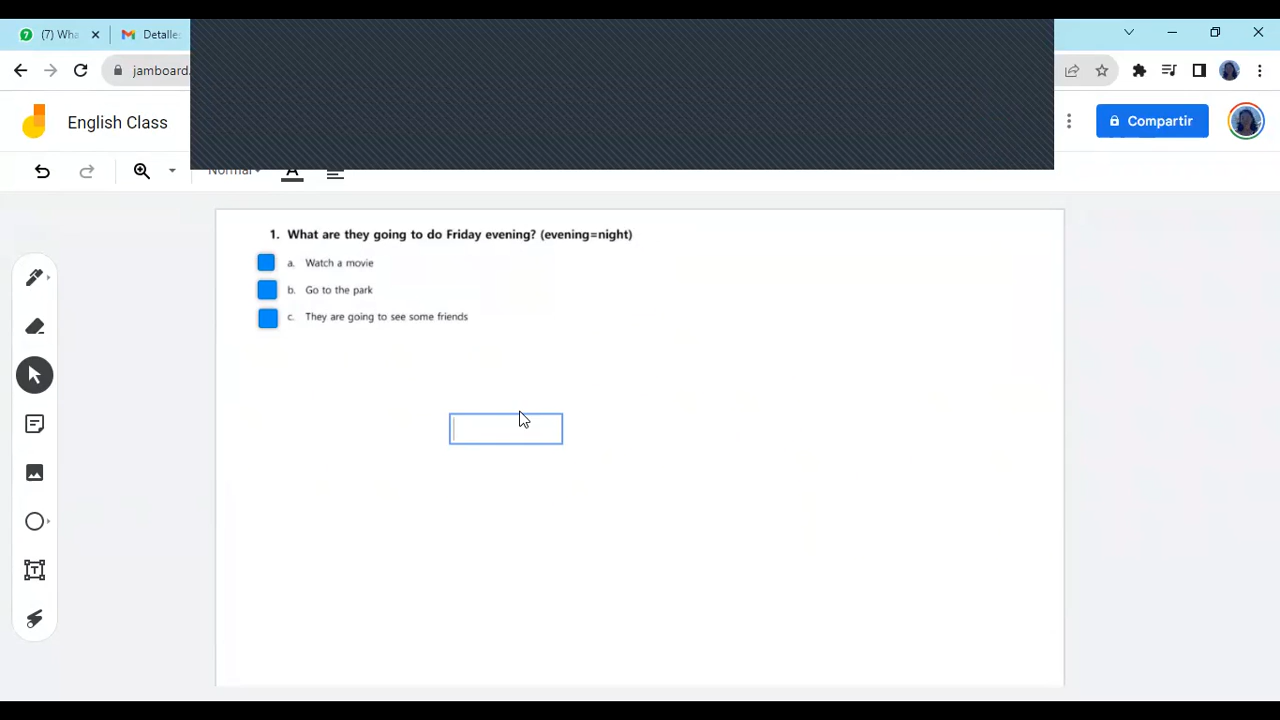 (7) Wha
Detalle
jamboard.
English Class
Compartir
Normal
A
1. What are they going to do Friday evening? (evening=night)
a. Watch a movie
b. Go to the park
c. They are going to see some friends